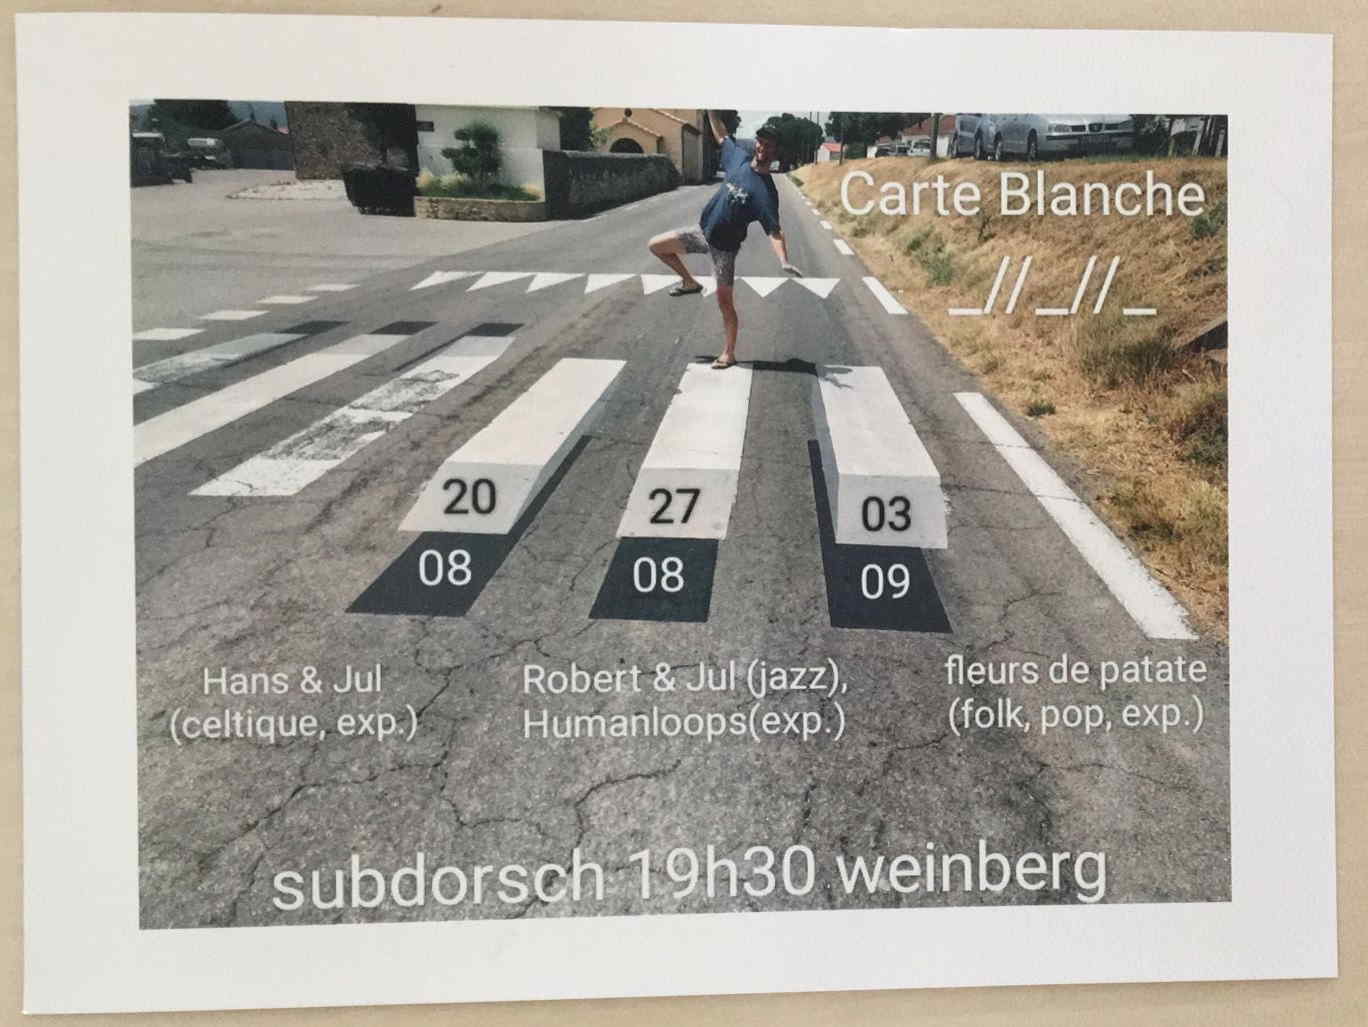 Carte Blanche
_//_//_
20
08
27
08
03
09
Hans & Jul
(celtique, exp.)
Robert & Jul (jazz),
Humanloops(exp.)
fleurs de patate
(folk, pop, exp.)
subdorsch 19h30 weinberg